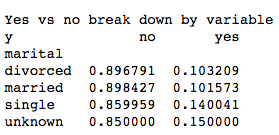 Yes vs no break down by variable
y no yes
marital
divorced 0.896791 0.103209
married 0.898427 0.101573
single 0.859959 0.140041
unknown 0.850000 0.150000